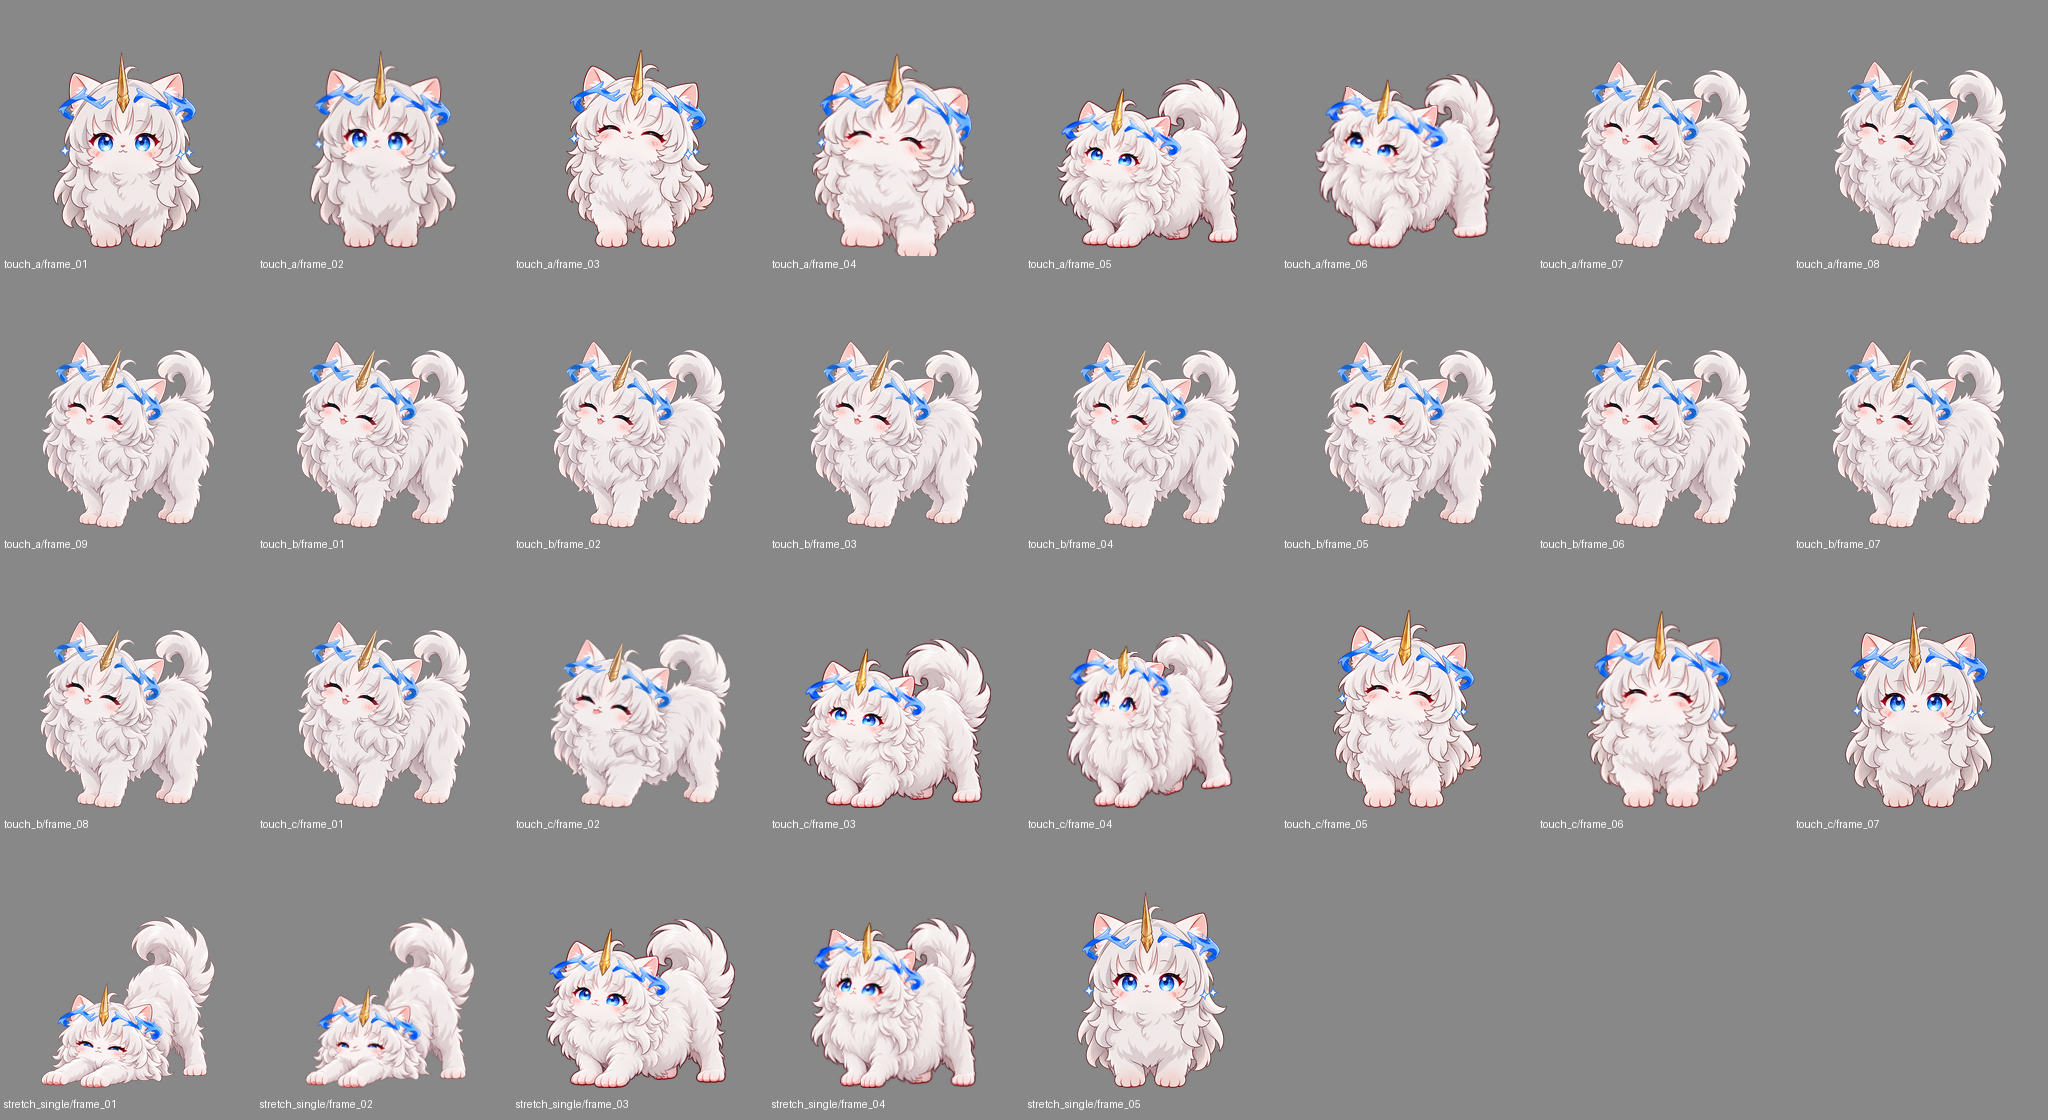 touch_a/frame_01
touch_a/frame_02
touch_a/frame_03
touch_a/frame_04
touch_a/frame_05
touch_a/frame_06
touch_a/frame_07
touch_a/frame_08
touch_a/frame_09
touch_b/frame_01
touch_b/frame_02
touch_b/frame_03
touch_b/frame_04
touch_b/frame_05
touch_b/frame_06
touch_b/frame_07
touch_b/frame_08
touch_c/frame_01
touch_c/frame_02
touch_c/frame_03
touch_c/frame_04
touch_c/frame_05
touch_c/frame_06
touch_c/frame_07
stretch_single/frame_01
stretch_single/frame_02
stretch_single/frame_03
stretch_single/frame_04
stretch_single/frame_05